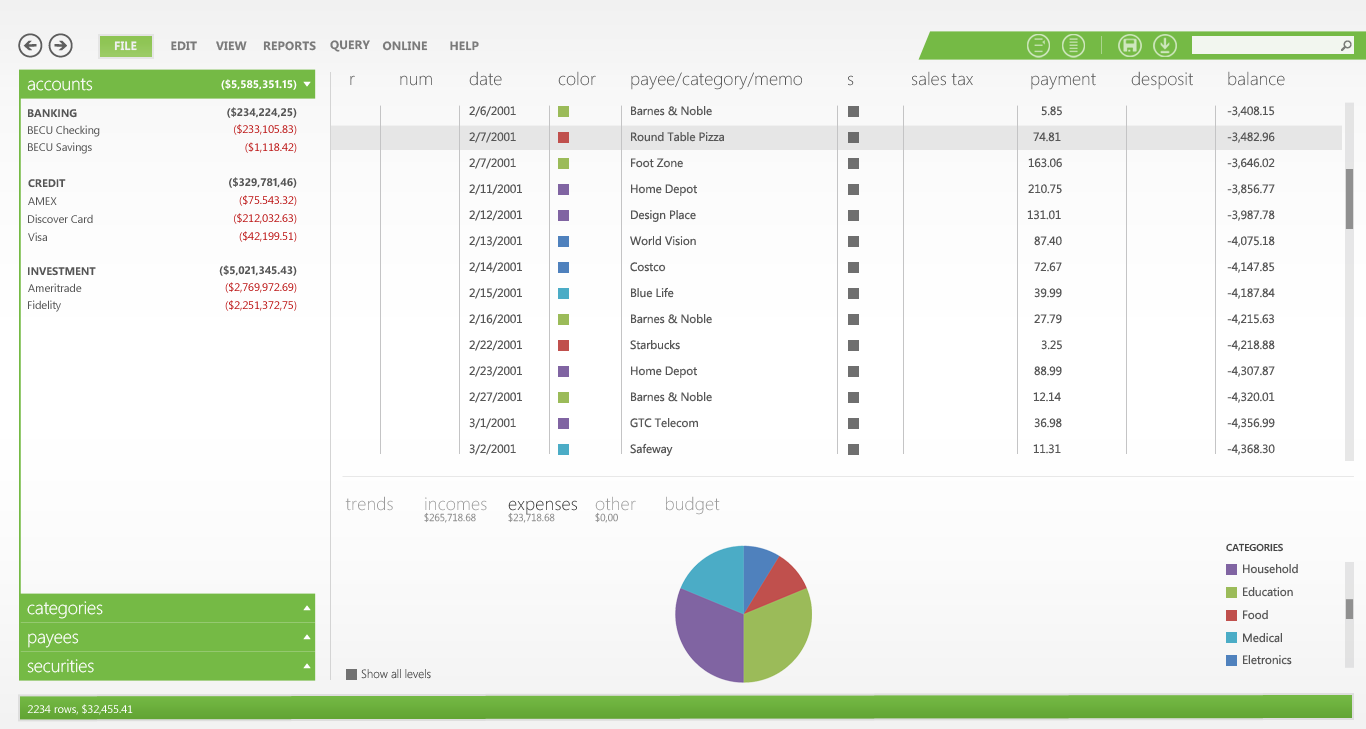 FILE EDIT VIEW REPORTS QUERY ONLINE HELP
accounts ($5,585,351.15)
BANKING ($234,224,25)
BECU Checking ($233,105.83)
BECU Savings ($1,118.42)
CREDIT ($329,781,46)
AMEX ($75.543.32)
Discover Card ($212,032.63)
Visa ($42,199.51)
INVESTMENT ($5,021,345.43)
Ameritrade ($2,769,972.69)
Fidelity ($2,251,372,75)
categories
payees
securities
r num date color payee/category/memo s sales tax payment desposit balance
2/6/2001 Barnes & Noble 5.85 -3,408.15
2/7/2001 Round Table Pizza 74.81 -3,482.96
2/7/2001 Foot Zone 163.06 -3,646.02
2/11/2001 Home Depot 210.75 -3,856.77
2/12/2001 Design Place 131.01 -3,987.78
2/13/2001 World Vision 87.40 -4,075.18
2/14/2001 Costco 72.67 -4,147.85
2/15/2001 Blue Life 39.99 -4,187.84
2/16/2001 Barnes & Noble 27.79 -4,215.63
2/22/2001 Starbucks 3.25 -4,218.88
2/23/2001 Home Depot 88.99 -4,307.87
2/27/2001 Barnes & Noble 12.14 -4,320.01
3/1/2001 GTC Telecom 36.98 -4,356.99
3/2/2001 Safeway 11.31 -4,368.30
trends incomes expenses other budget
$265,718.68 $23,718.68 $0,00
CATEGORIES
Household
Education
Food
Medical
Eletronics
Show all levels
2234 rows, $32,455.41